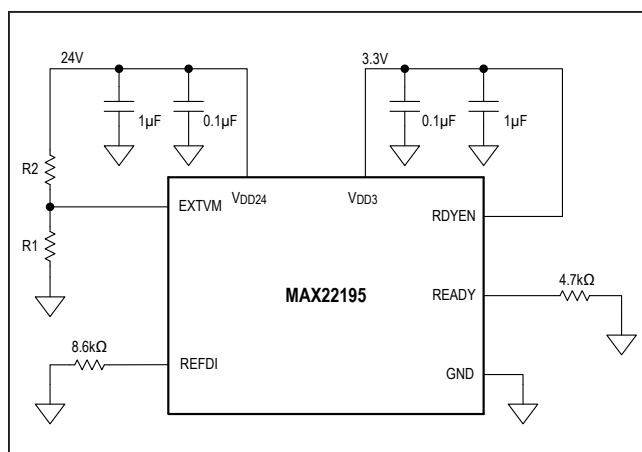 24V
3.3V
1µF
0.1µF
0.1µF
1µF
R2
EXTVM
VDD24
VDD3
RDYEN
R1
MAX22195
READY
4.7kΩ
8.6kΩ
REFDI
GND